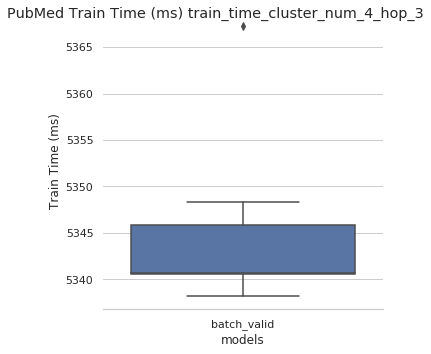 PubMed Train Time (ms) train_time_cluster_num_4_hop_3
5365
5360
5355
5350
5345
5340
Train Time (ms)
batch_valid
models